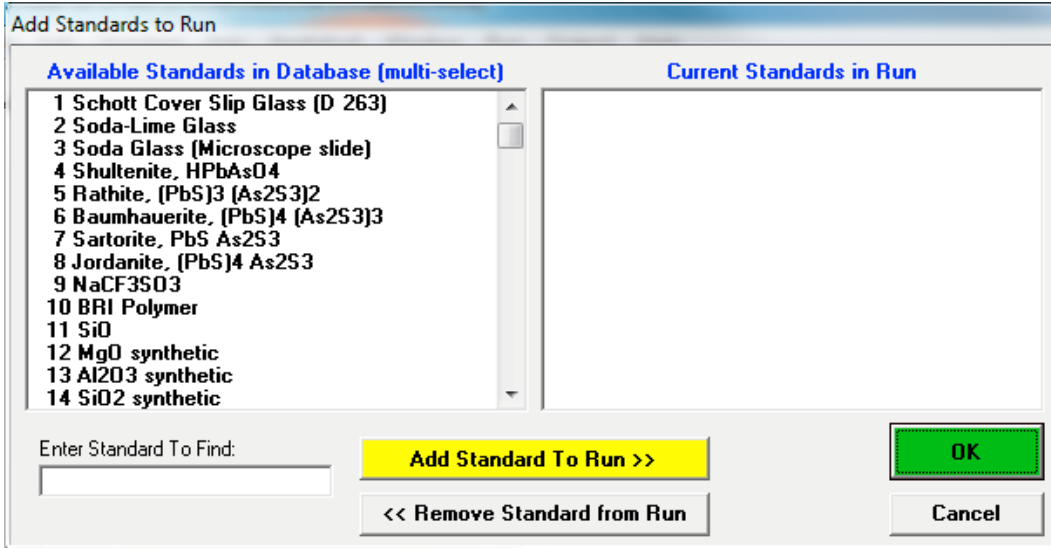 Add Standards to Run
Available Standards in Database (multi-select)
Current Standards in Run
1 Schott Cover Slip Glass (D 263)
2 Soda-Lime Glass
3 Soda Glass (Microscope slide)
4 Shultenite, HPbAsO4
5 Rathite, (PbS)3 (As2S3)2
6 Baumhauerite, (PbS)4 (As2S3)3
7 Sartorite, PbS As2S3
8 Jordanite, (PbS)4 As2S3
9 NaCF3SO3
10 BRI Polymer
11 SiO
12 MgO synthetic
13 Al2O3 synthetic
14 SiO2 synthetic
Enter Standard To Find:
Add Standard To Run >>
<< Remove Standard from Run
OK
Cancel